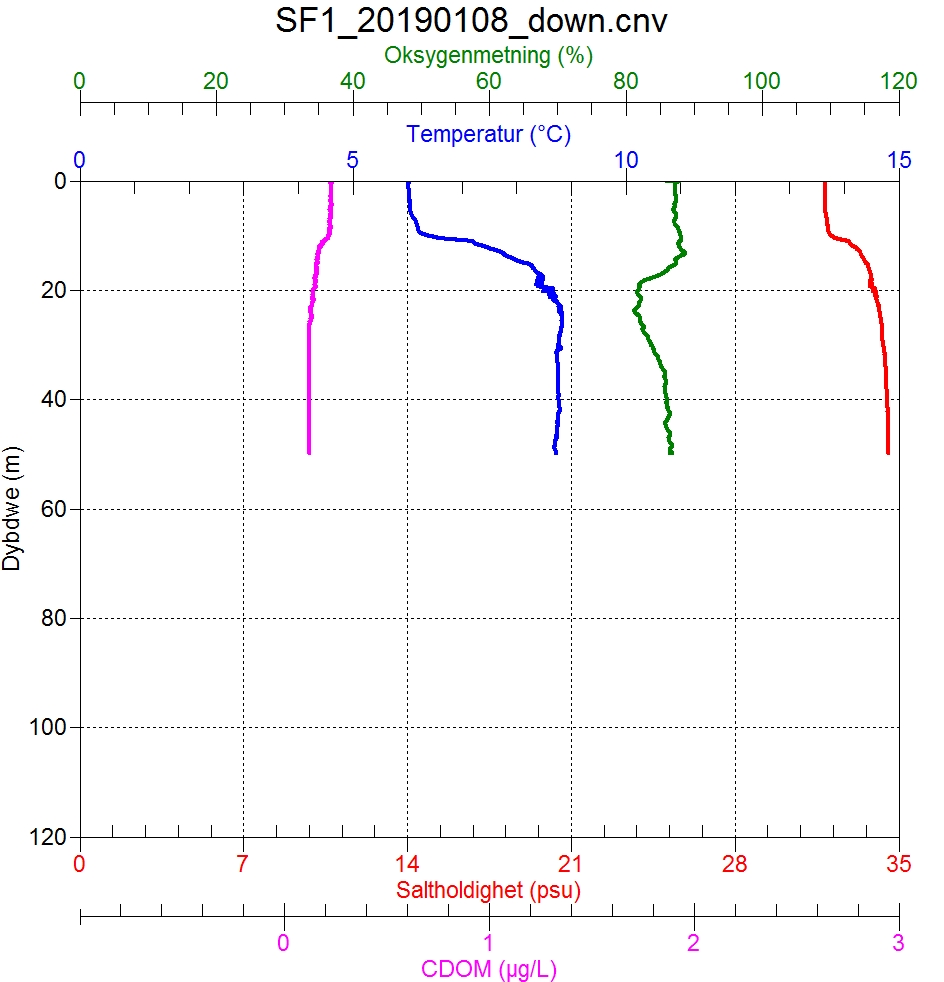 SF1_20190108_down.cnv
Oksygenmetning (%)
0 20 40 60 80 100 120
Temperatur (°C)
0 5 10 15
0
20
40
60
80
100
120
Dybdwe (m)
0 7 14 21 28 35
Saltholdighet (psu)
0 1 2 3
CDOM (µg/L)